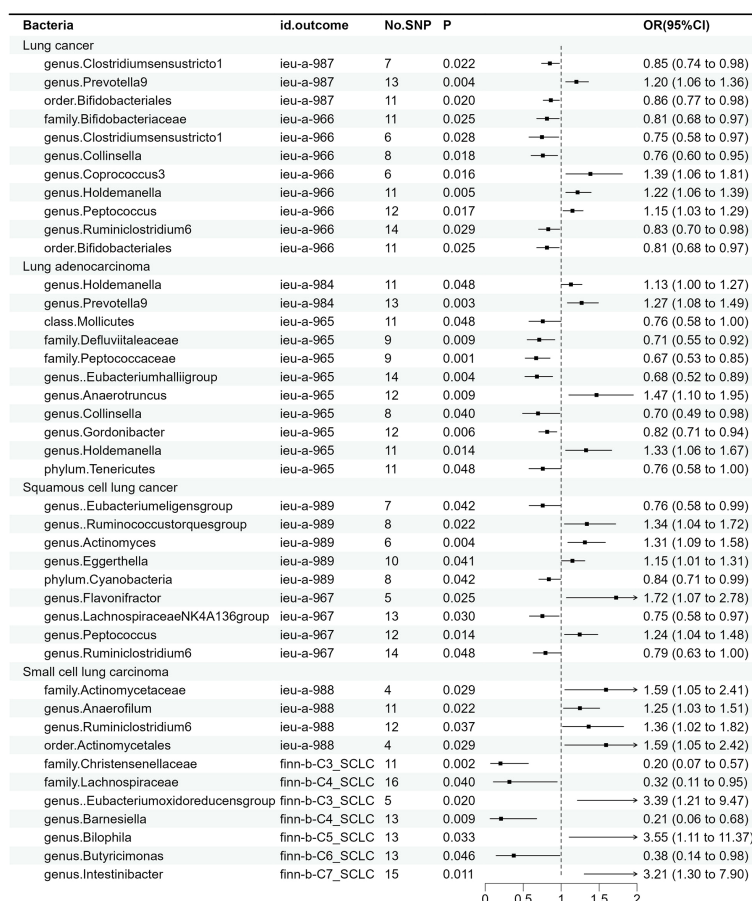 Bacteria id.outcome No.SNP P OR(95%CI)
Lung cancer
genus.Clostridiumsensustricto1 ieu-a-987 7 0.022 0.85 (0.74 to 0.98)
genus.Prevotella9 ieu-a-987 13 0.004 1.20 (1.06 to 1.36)
order.Bifidobacteriales ieu-a-987 11 0.020 0.86 (0.77 to 0.98)
family.Bifidobacteriaceae ieu-a-966 11 0.025 0.81 (0.68 to 0.97)
genus.Clostridiumsensustricto1 ieu-a-966 6 0.028 0.75 (0.58 to 0.97)
genus.Collinsella ieu-a-966 8 0.018 0.76 (0.60 to 0.95)
genus.Coprococcus3 ieu-a-966 6 0.016 1.39 (1.06 to 1.81)
genus.Holdemanella ieu-a-966 11 0.005 1.22 (1.06 to 1.39)
genus.Peptococcus ieu-a-966 12 0.017 1.15 (1.03 to 1.29)
genus.Ruminiclostridium6 ieu-a-966 14 0.029 0.83 (0.70 to 0.98)
order.Bifidobacteriales ieu-a-966 11 0.025 0.81 (0.68 to 0.97)
Lung adenocarcinoma
genus.Holdemanella ieu-a-984 11 0.048 1.13 (1.00 to 1.27)
genus.Prevotella9 ieu-a-984 13 0.003 1.27 (1.08 to 1.49)
class.Mollicutes ieu-a-965 11 0.048 0.76 (0.58 to 1.00)
family.Defluviitaleaceae ieu-a-965 9 0.009 0.71 (0.55 to 0.92)
family.Peptococcaceae ieu-a-965 9 0.001 0.67 (0.53 to 0.85)
genus..Eubacteriumhalliigroup ieu-a-965 14 0.004 0.68 (0.52 to 0.89)
genus.Anaerotruncus ieu-a-965 12 0.009 1.47 (1.10 to 1.95)
genus.Collinsella ieu-a-965 8 0.040 0.70 (0.49 to 0.98)
genus.Gordonibacter ieu-a-965 12 0.006 0.82 (0.71 to 0.94)
genus.Holdemanella ieu-a-965 11 0.014 1.33 (1.06 to 1.67)
phylum.Tenericutes ieu-a-965 11 0.048 0.76 (0.58 to 1.00)
Squamous cell lung cancer
genus..Eubacteriumeligensgroup ieu-a-989 7 0.042 0.76 (0.58 to 0.99)
genus..Ruminococcustorquesgroup ieu-a-989 8 0.022 1.34 (1.04 to 1.72)
genus.Actinomyces ieu-a-989 6 0.004 1.31 (1.09 to 1.58)
genus.Eggerthella ieu-a-989 10 0.041 1.15 (1.01 to 1.31)
phylum.Cyanobacteria ieu-a-989 8 0.042 0.84 (0.71 to 0.99)
genus.Flavonifractor ieu-a-967 5 0.025 1.72 (1.07 to 2.78)
genus.LachnospiraceaeNK4A136group ieu-a-967 13 0.030 0.75 (0.58 to 0.97)
genus.Peptococcus ieu-a-967 12 0.014 1.24 (1.04 to 1.48)
genus.Ruminiclostridium6 ieu-a-967 14 0.048 0.79 (0.63 to 1.00)
Small cell lung carcinoma
family.Actinomycetaceae ieu-a-988 4 0.029 1.59 (1.05 to 2.41)
genus.Anaerofilum ieu-a-988 11 0.022 1.25 (1.03 to 1.51)
genus.Ruminiclostridium6 ieu-a-988 12 0.037 1.36 (1.02 to 1.82)
order.Actinomycetales ieu-a-988 4 0.029 1.59 (1.05 to 2.42)
family.Christensenellaceae finn-b-C3_SCLC 11 0.002 0.20 (0.07 to 0.57)
family.Lachnospiraceae finn-b-C4_SCLC 16 0.040 0.32 (0.11 to 0.95)
genus..Eubacteriumoxidoreducensgroup finn-b-C3_SCLC 5 0.020 3.39 (1.21 to 9.47)
genus.Barnesiella finn-b-C4_SCLC 13 0.009 0.21 (0.06 to 0.68)
genus.Bilophila finn-b-C5_SCLC 13 0.033 3.55 (1.11 to 11.37)
genus.Butyricimonas finn-b-C6_SCLC 13 0.046 0.38 (0.14 to 0.98)
genus.Intestinibacter finn-b-C7_SCLC 15 0.011 3.21 (1.30 to 7.90)
0 0.5 1 1.5 2